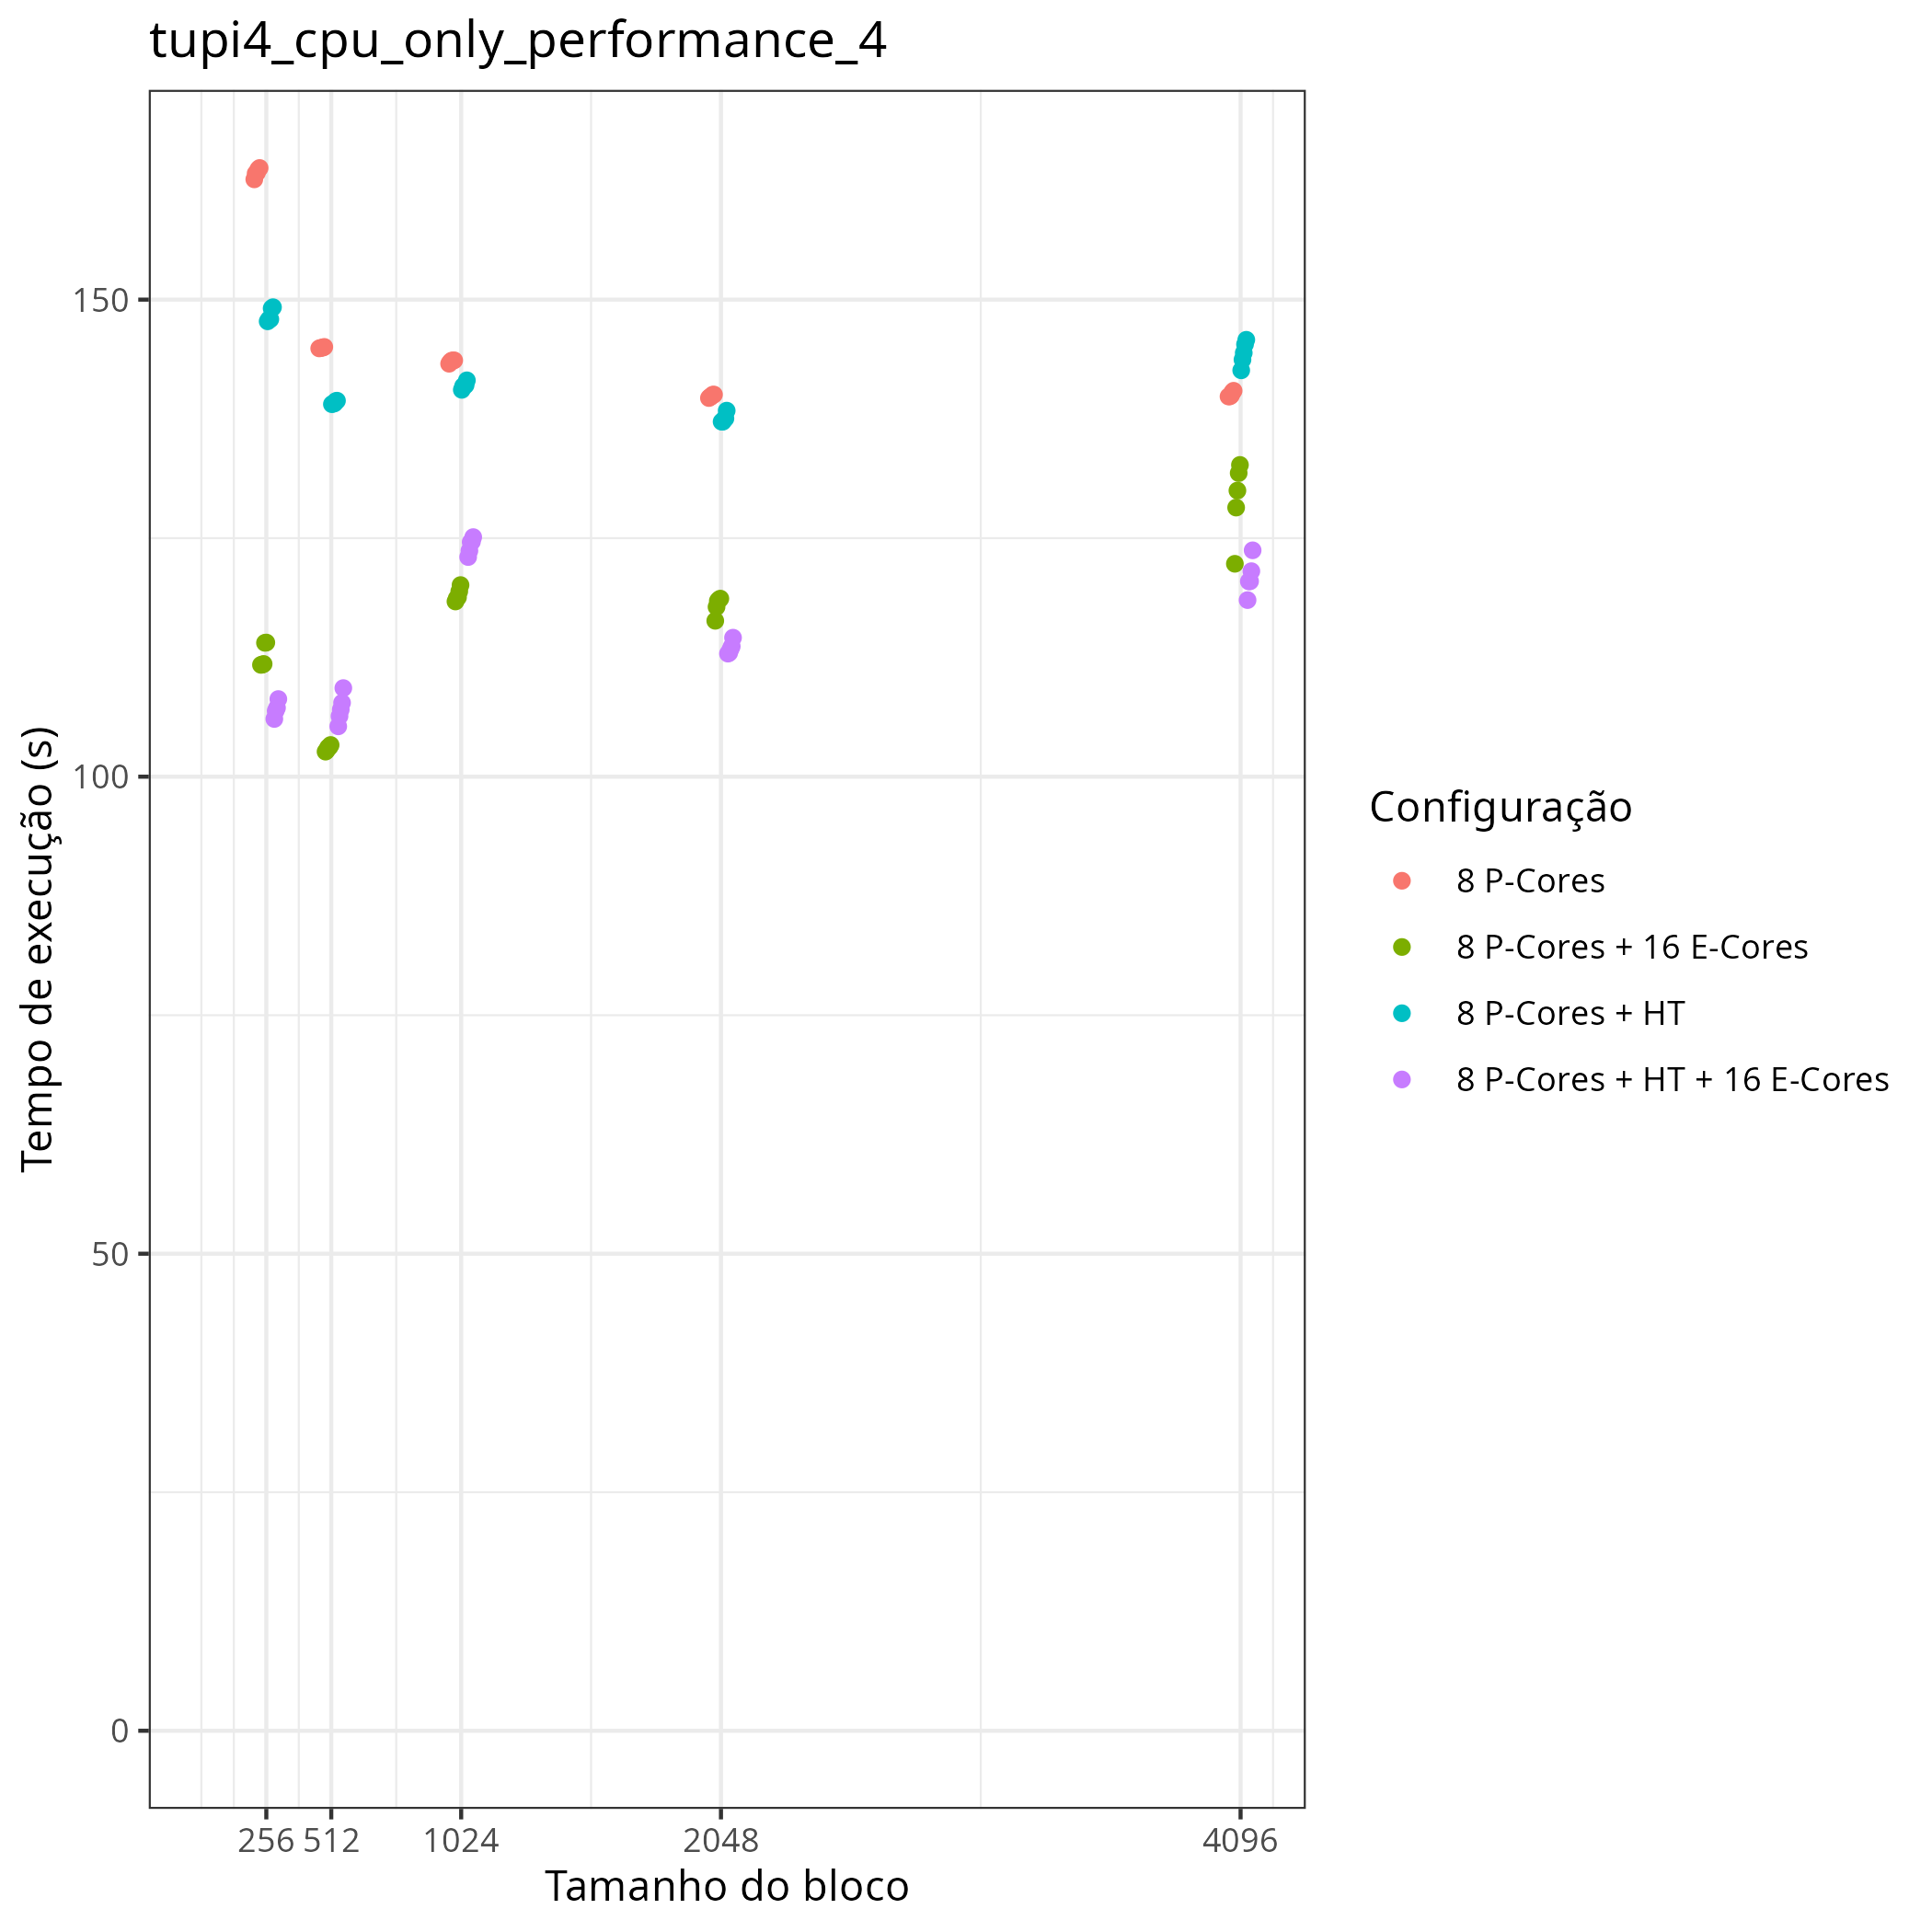 tupi4_cpu_only_performance_4
Tempo de execução (s)
150
100
50
0
256
512
1024
2048
4096
Tamanho do bloco
Configuração
8 P-Cores
8 P-Cores + 16 E-Cores
8 P-Cores + HT
8 P-Cores + HT + 16 E-Cores